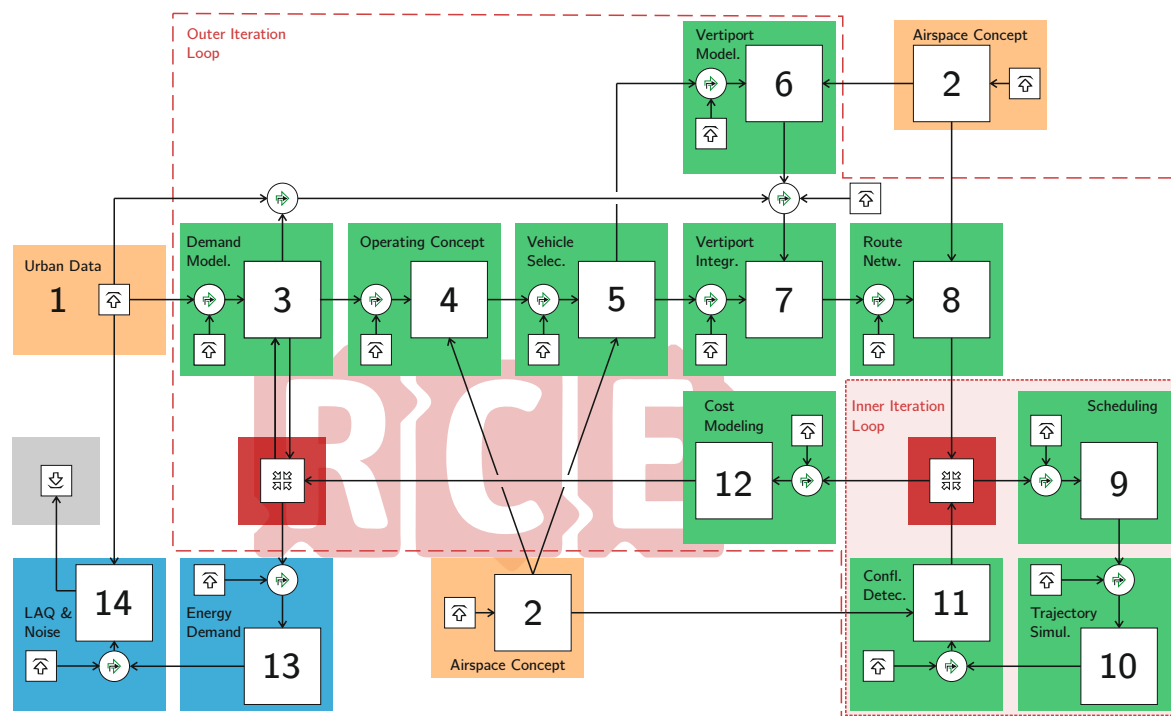 Outer Iteration
Loop
Vertiport
Model.
6
Airspace Concept
2
Urban Data
1
Demand
Model.
3
Operating Concept
4
Vehicle
Selec.
5
Vertiport
Integr.
7
Route
Netw.
8
RCE
Cost
Modeling
12
Inner Iteration
Loop
Scheduling
9
LAQ &
Noise
14
Energy
Demand
13
2
Airspace Concept
Confl.
Detec.
11
Trajectory
Simul.
10